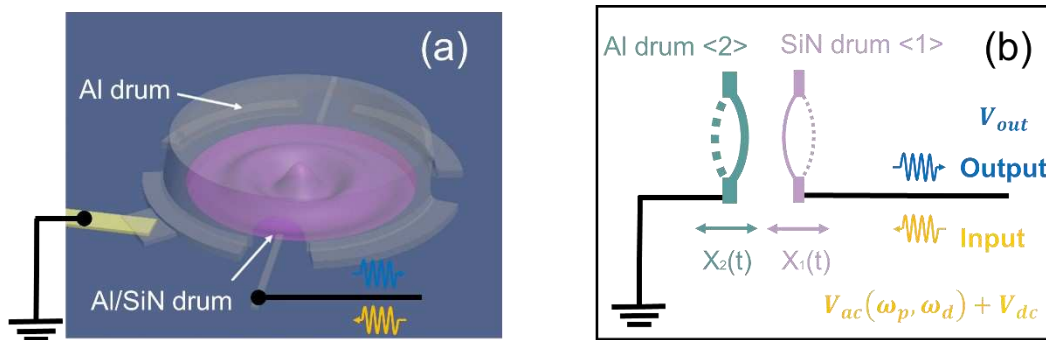 (a)
Al drum
Al/SiN drum
(b)
Al drum <2> SiN drum <1>
V_out
Output
Input
X₂(t) X₁(t)
V_ac(ω_p, ω_d) + V_dc